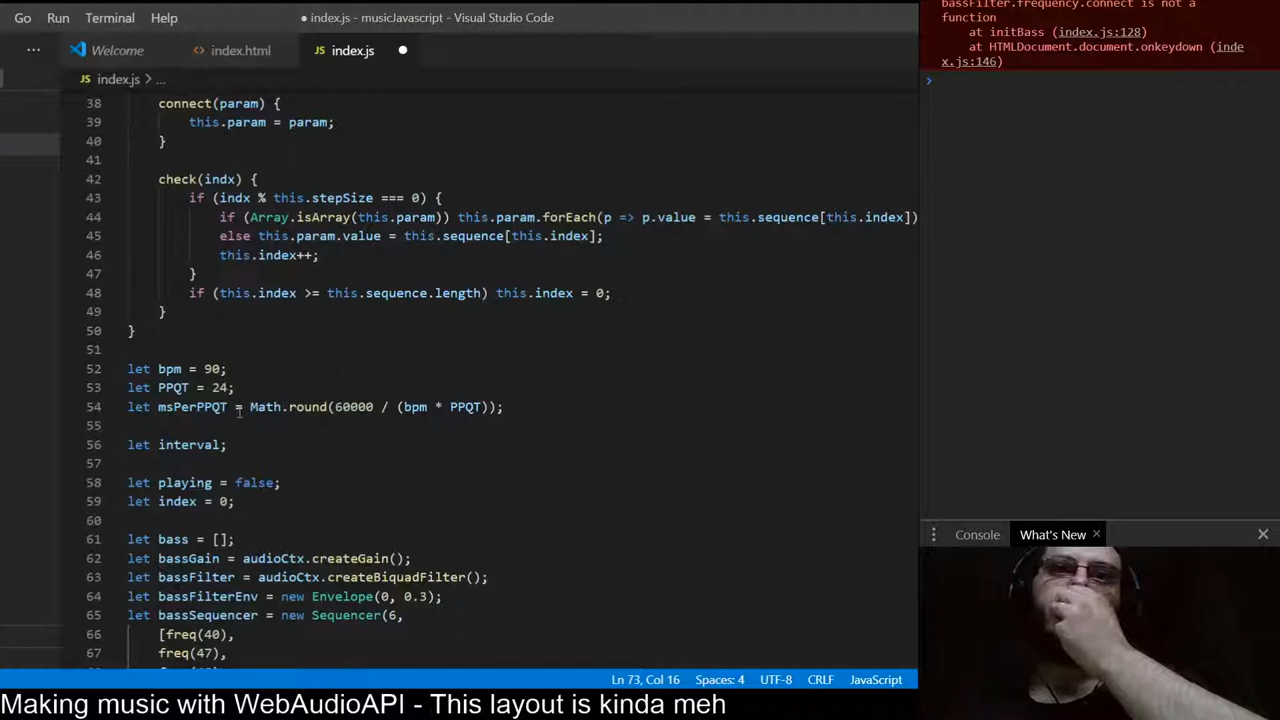 Go Run Terminal Help ● index.js - musicJavascript - Visual Studio Code
··· Welcome <> index.html JS index.js ●
JS index.js > ...
38 connect(param) {
39 this.param = param;
40 }
41
42 check(indx) {
43 if (indx % this.stepSize === 0) {
44 if (Array.isArray(this.param)) this.param.forEach(p => p.value = this.sequence[this.index])
45 else this.param.value = this.sequence[this.index];
46 this.index++;
47 }
48 if (this.index >= this.sequence.length) this.index = 0;
49 }
50 }
51
52 let bpm = 90;
53 let PPQT = 24;
54 let msPerPPQT = Math.round(60000 / (bpm * PPQT));
55
56 let interval;
57
58 let playing = false;
59 let index = 0;
60
61 let bass = [];
62 let bassGain = audioCtx.createGain();
63 let bassFilter = audioCtx.createBiquadFilter();
64 let bassFilterEnv = new Envelope(0, 0.3);
65 let bassSequencer = new Sequencer(6,
66 [freq(40),
67 freq(47),
Ln 73, Col 16 Spaces: 4 UTF-8 CRLF JavaScript
bassFilter.frequency.connect is not a
function
at initBass (index.js:128)
at HTMLDocument.document.onkeydown (inde
x.js:146)
>
Console What's New ×
Making music with WebAudioAPI - This layout is kinda meh